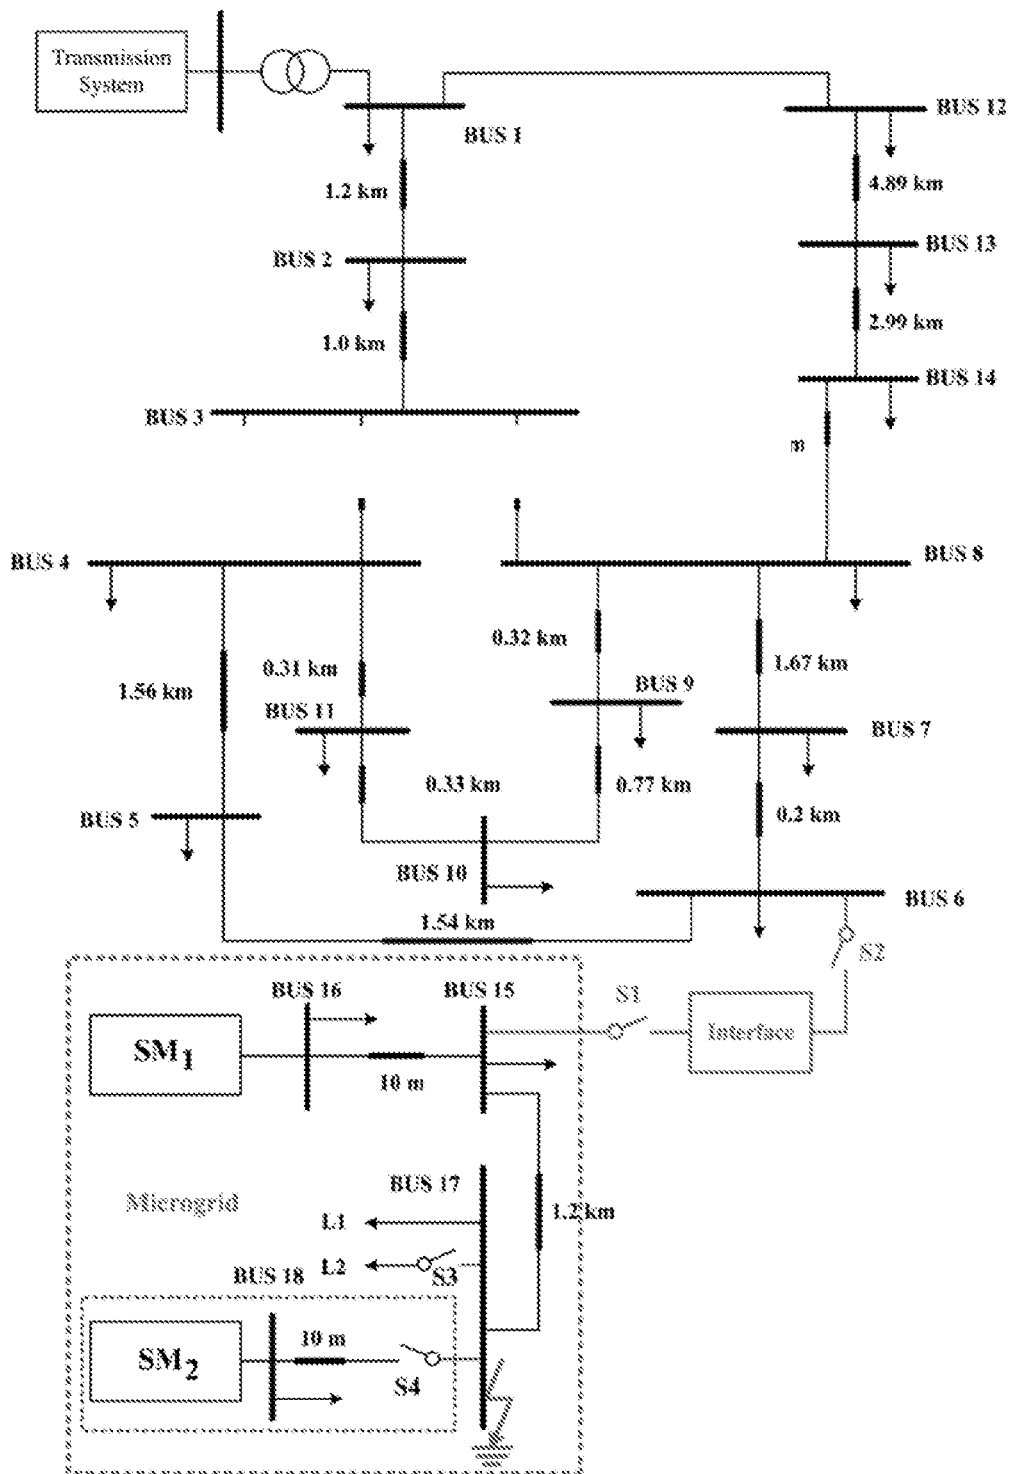 Transmission
System
BUS 1
BUS 12
1.2 km
4.89 km
BUS 2
BUS 13
1.0 km
2.99 km
BUS 14
BUS 3
m
BUS 4
BUS 8
0.32 km
0.31 km
1.67 km
1.56 km
BUS 9
BUS 11
BUS 7
0.33 km
0.77 km
BUS 5
0.2 km
BUS 10
BUS 6
1.54 km
S2
BUS 16
BUS 15
S1
SM1
Interface
10 m
BUS 17
Microgrid
1.2 km
L1
L2
S3
BUS 18
10 m
SM2
S4